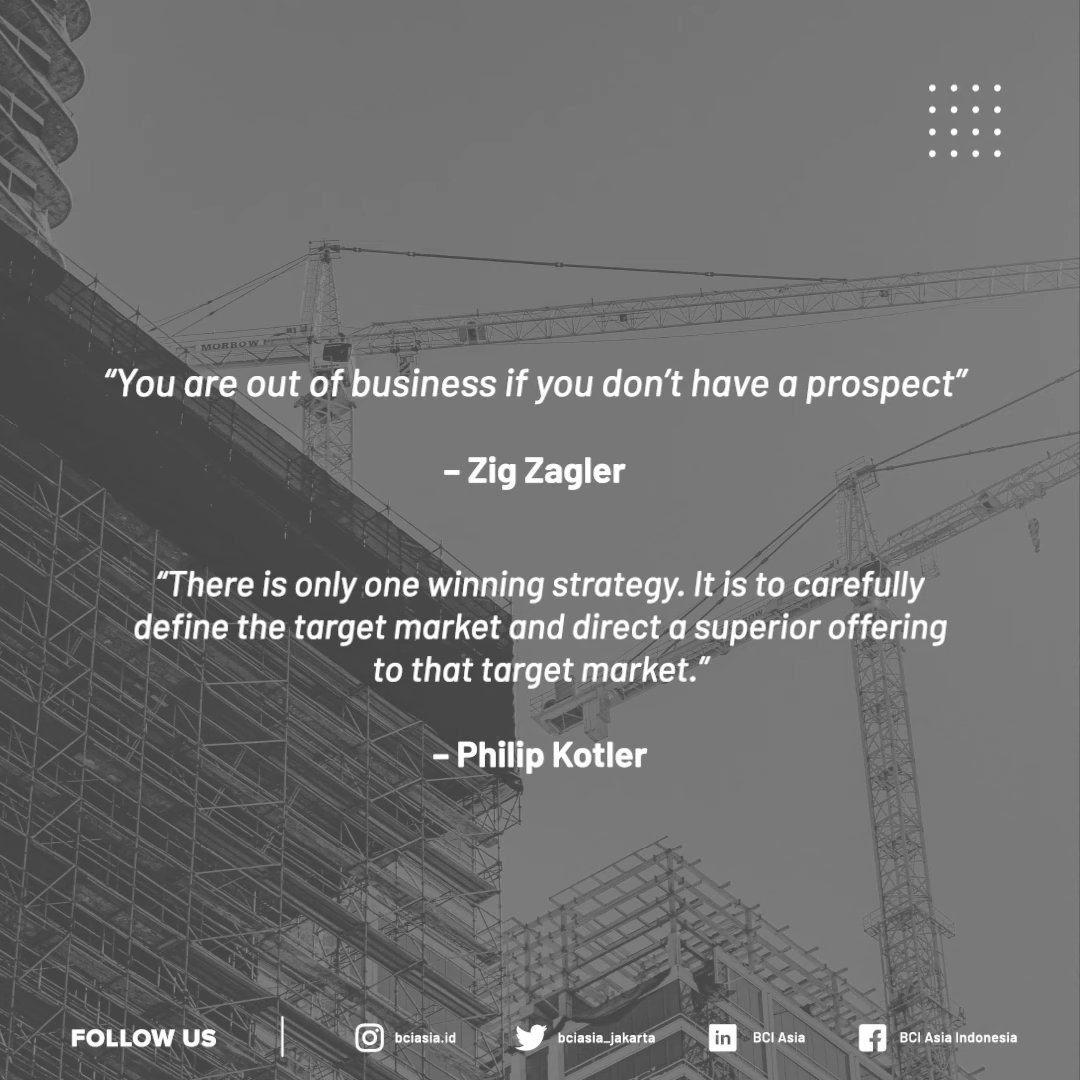 MORROW
“You are out of business if you don’t have a prospect”
– Zig Zagler
“There is only one winning strategy. It is to carefully
define the target market and direct a superior offering
to that target market.”
– Philip Kotler
FOLLOW US
bciasia.id
bciasia_jakarta
BCI Asia
BCI Asia Indonesia